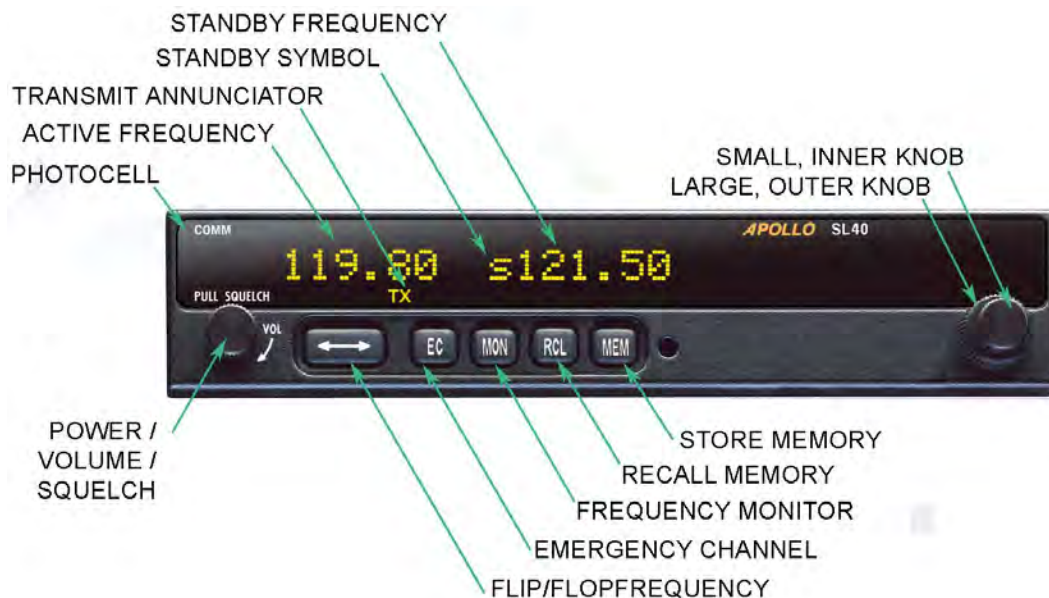 STANDBY FREQUENCY
STANDBY SYMBOL
TRANSMIT ANNUNCIATOR
ACTIVE FREQUENCY
PHOTOCELL
SMALL, INNER KNOB
LARGE, OUTER KNOB
COMM
APOLLO SL40
119.80 s121.50
TX
PULL SQUELCH
VOL
EC MON RCL MEM
POWER /
VOLUME /
SQUELCH
STORE MEMORY
RECALL MEMORY
FREQUENCY MONITOR
EMERGENCY CHANNEL
FLIP/FLOPFREQUENCY